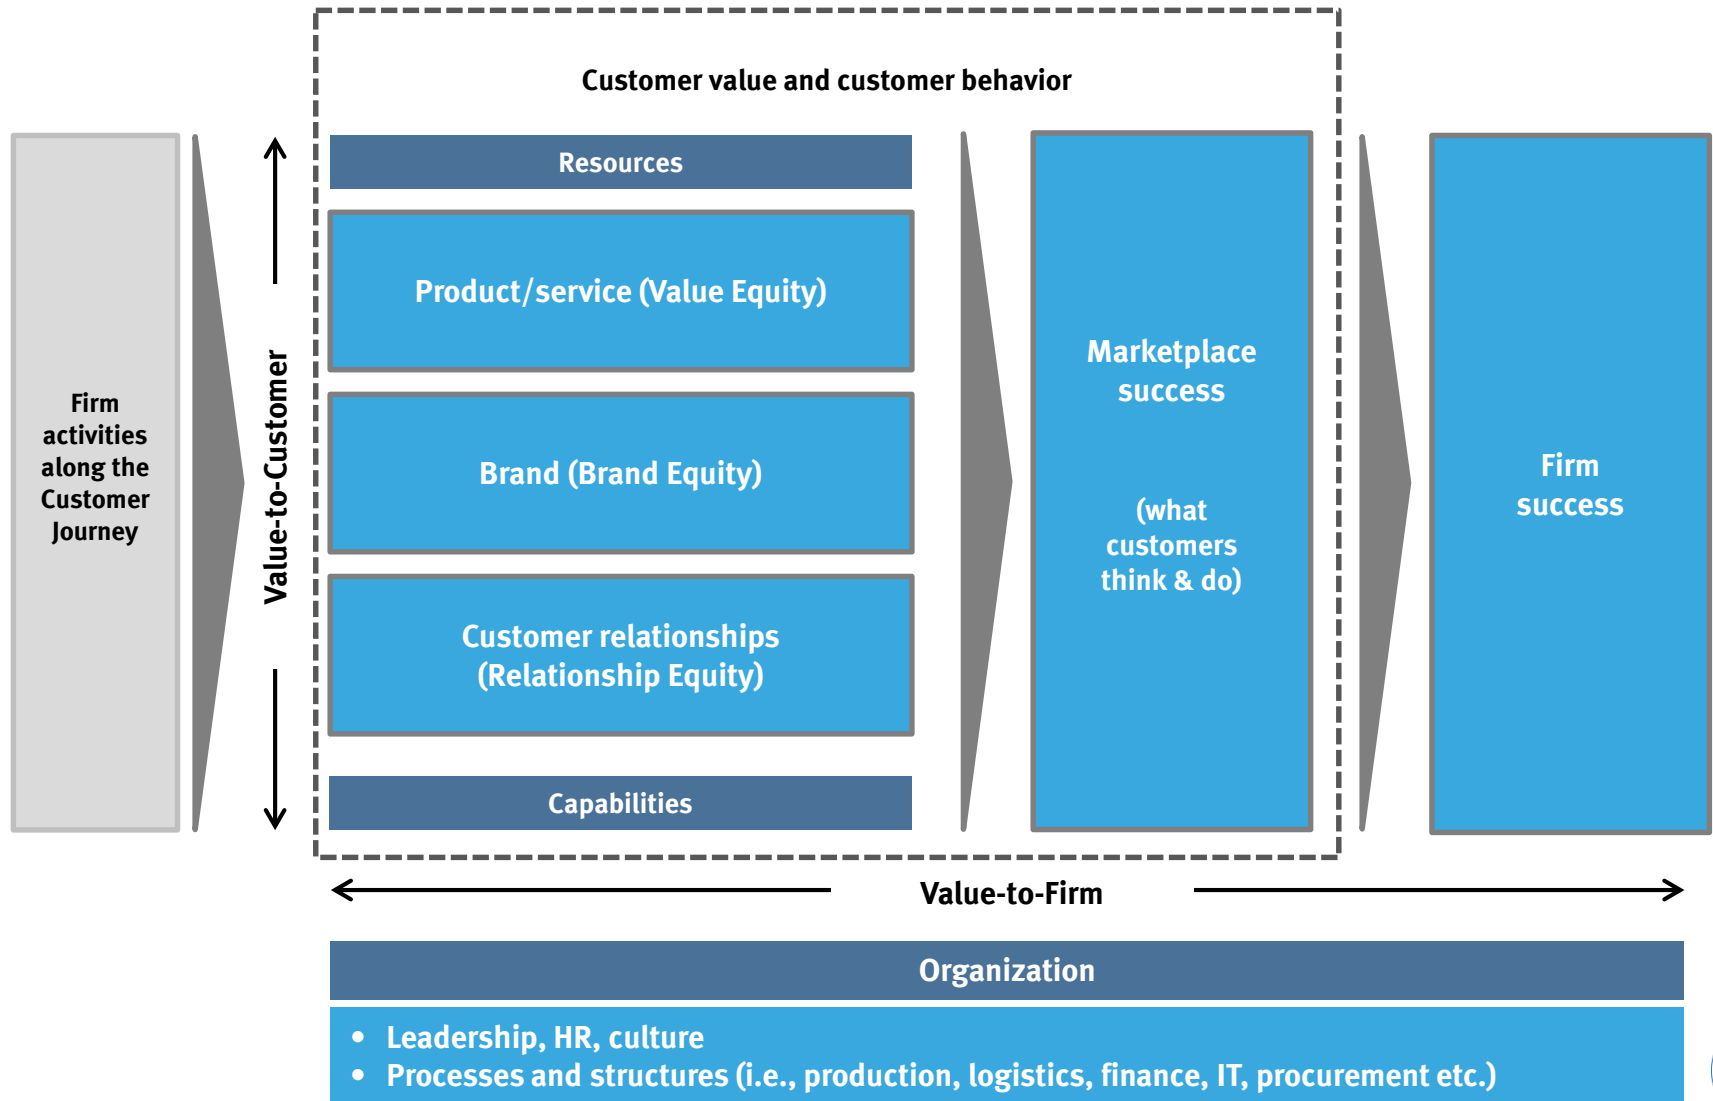 Customer value and customer behavior
Firm
activities
along the
Customer
Journey
Value-to-Customer
Resources
Product/service (Value Equity)
Brand (Brand Equity)
Customer relationships
(Relationship Equity)
Capabilities
Marketplace
success
(what
customers
think & do)
Firm
success
Value-to-Firm
Organization
• Leadership, HR, culture
• Processes and structures (i.e., production, logistics, finance, IT, procurement etc.)